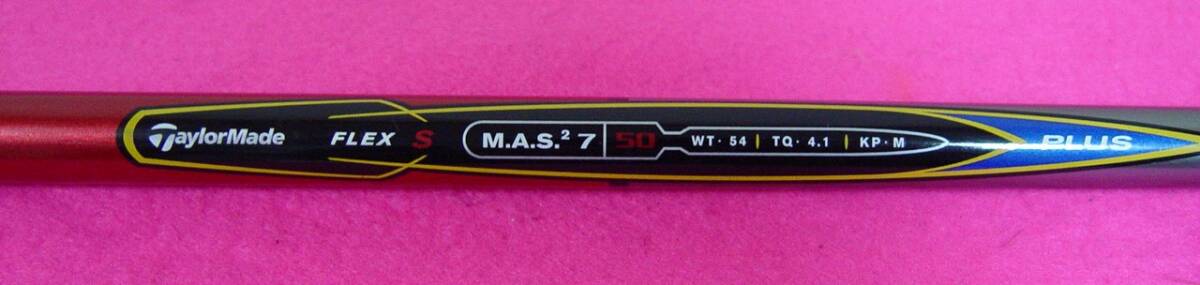 TaylorMade FLEX S M.A.S.² 7 50 WT· 54 TQ· 4.1 KP· M PLUS